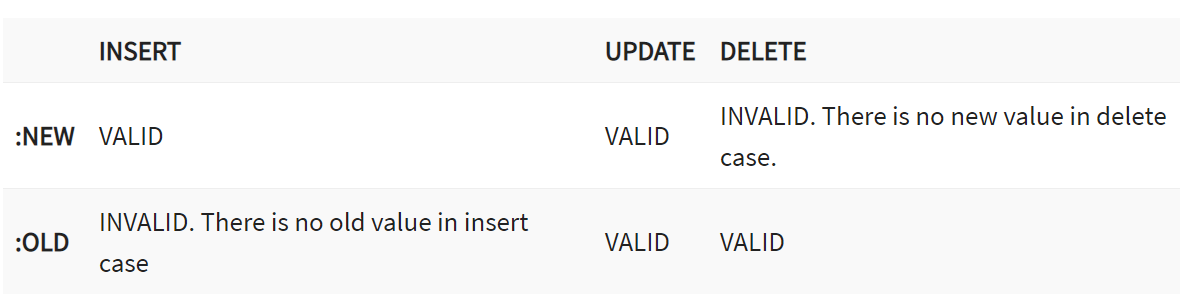 INSERT UPDATE DELETE
:NEW VALID VALID INVALID. There is no new value in delete
case.
:OLD INVALID. There is no old value in insert
case VALID VALID